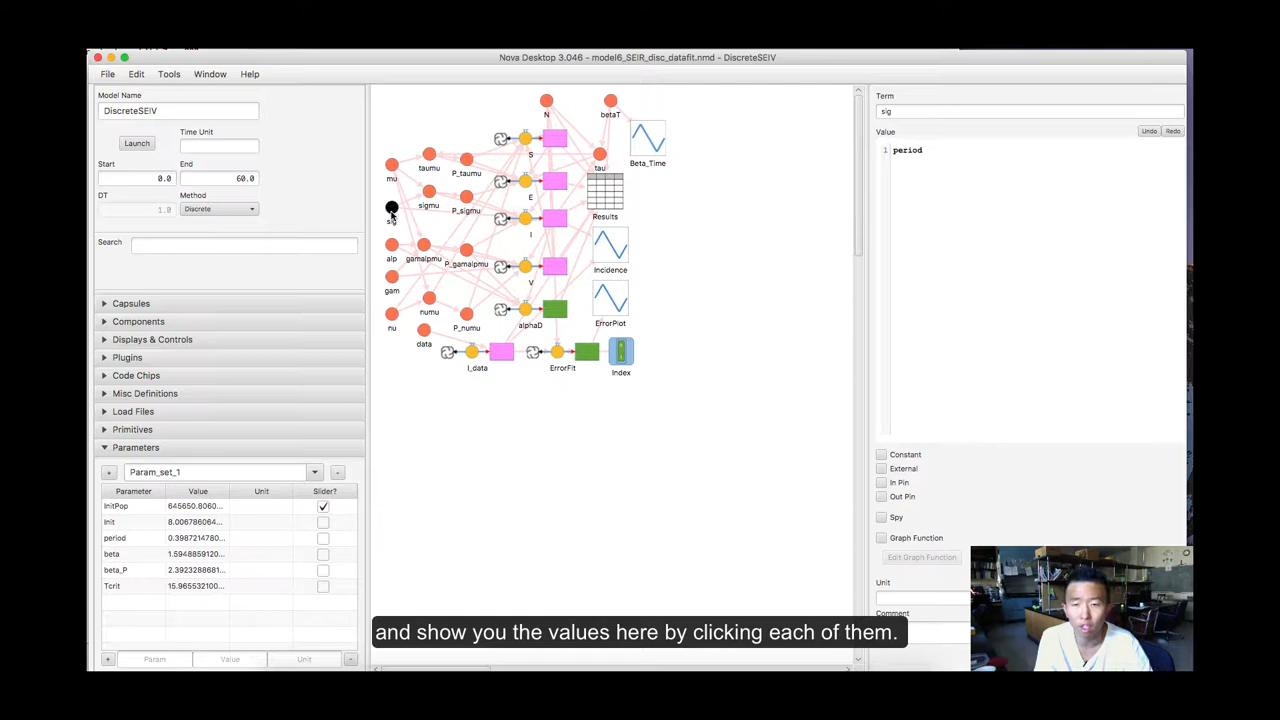 Nova Desktop 3.046 - model6_SEIR_disc_datafit.nmd - DiscreteSEIV
File Edit Tools Window Help
Model Name
DiscreteSEIV
Launch
Time Unit
Start
End
0.0
60.0
DT
Method
1.0
Discrete
Search
Capsules
Components
Displays & Controls
Plugins
Code Chips
Misc Definitions
Load Files
Primitives
Parameters
+
Param_set_1
-
Parameter Value Unit Slider?
InitPop 645650.8060...
Init 8.006786064...
period 0.3987214780...
beta 1.5948859120...
beta_P 2.3923288681...
Tcrit 15.965532100...
+ Param Value Unit -
N
betaT
S
Beta_Time
mu
taumu
P_taumu
tau
E
sig
sigmu
P_sigmu
Results
I
alp
gamalpmu
P_gamalpmu
Incidence
gam
V
nu
numu
P_numu
alphaD
ErrorPlot
data
I_data
ErrorFit
Index
Term
sig
Value
Undo
Redo
1 period
Constant
External
In Pin
Out Pin
Spy
Graph Function
Edit Graph Function
Unit
Comment
and show you the values here by clicking each of them.